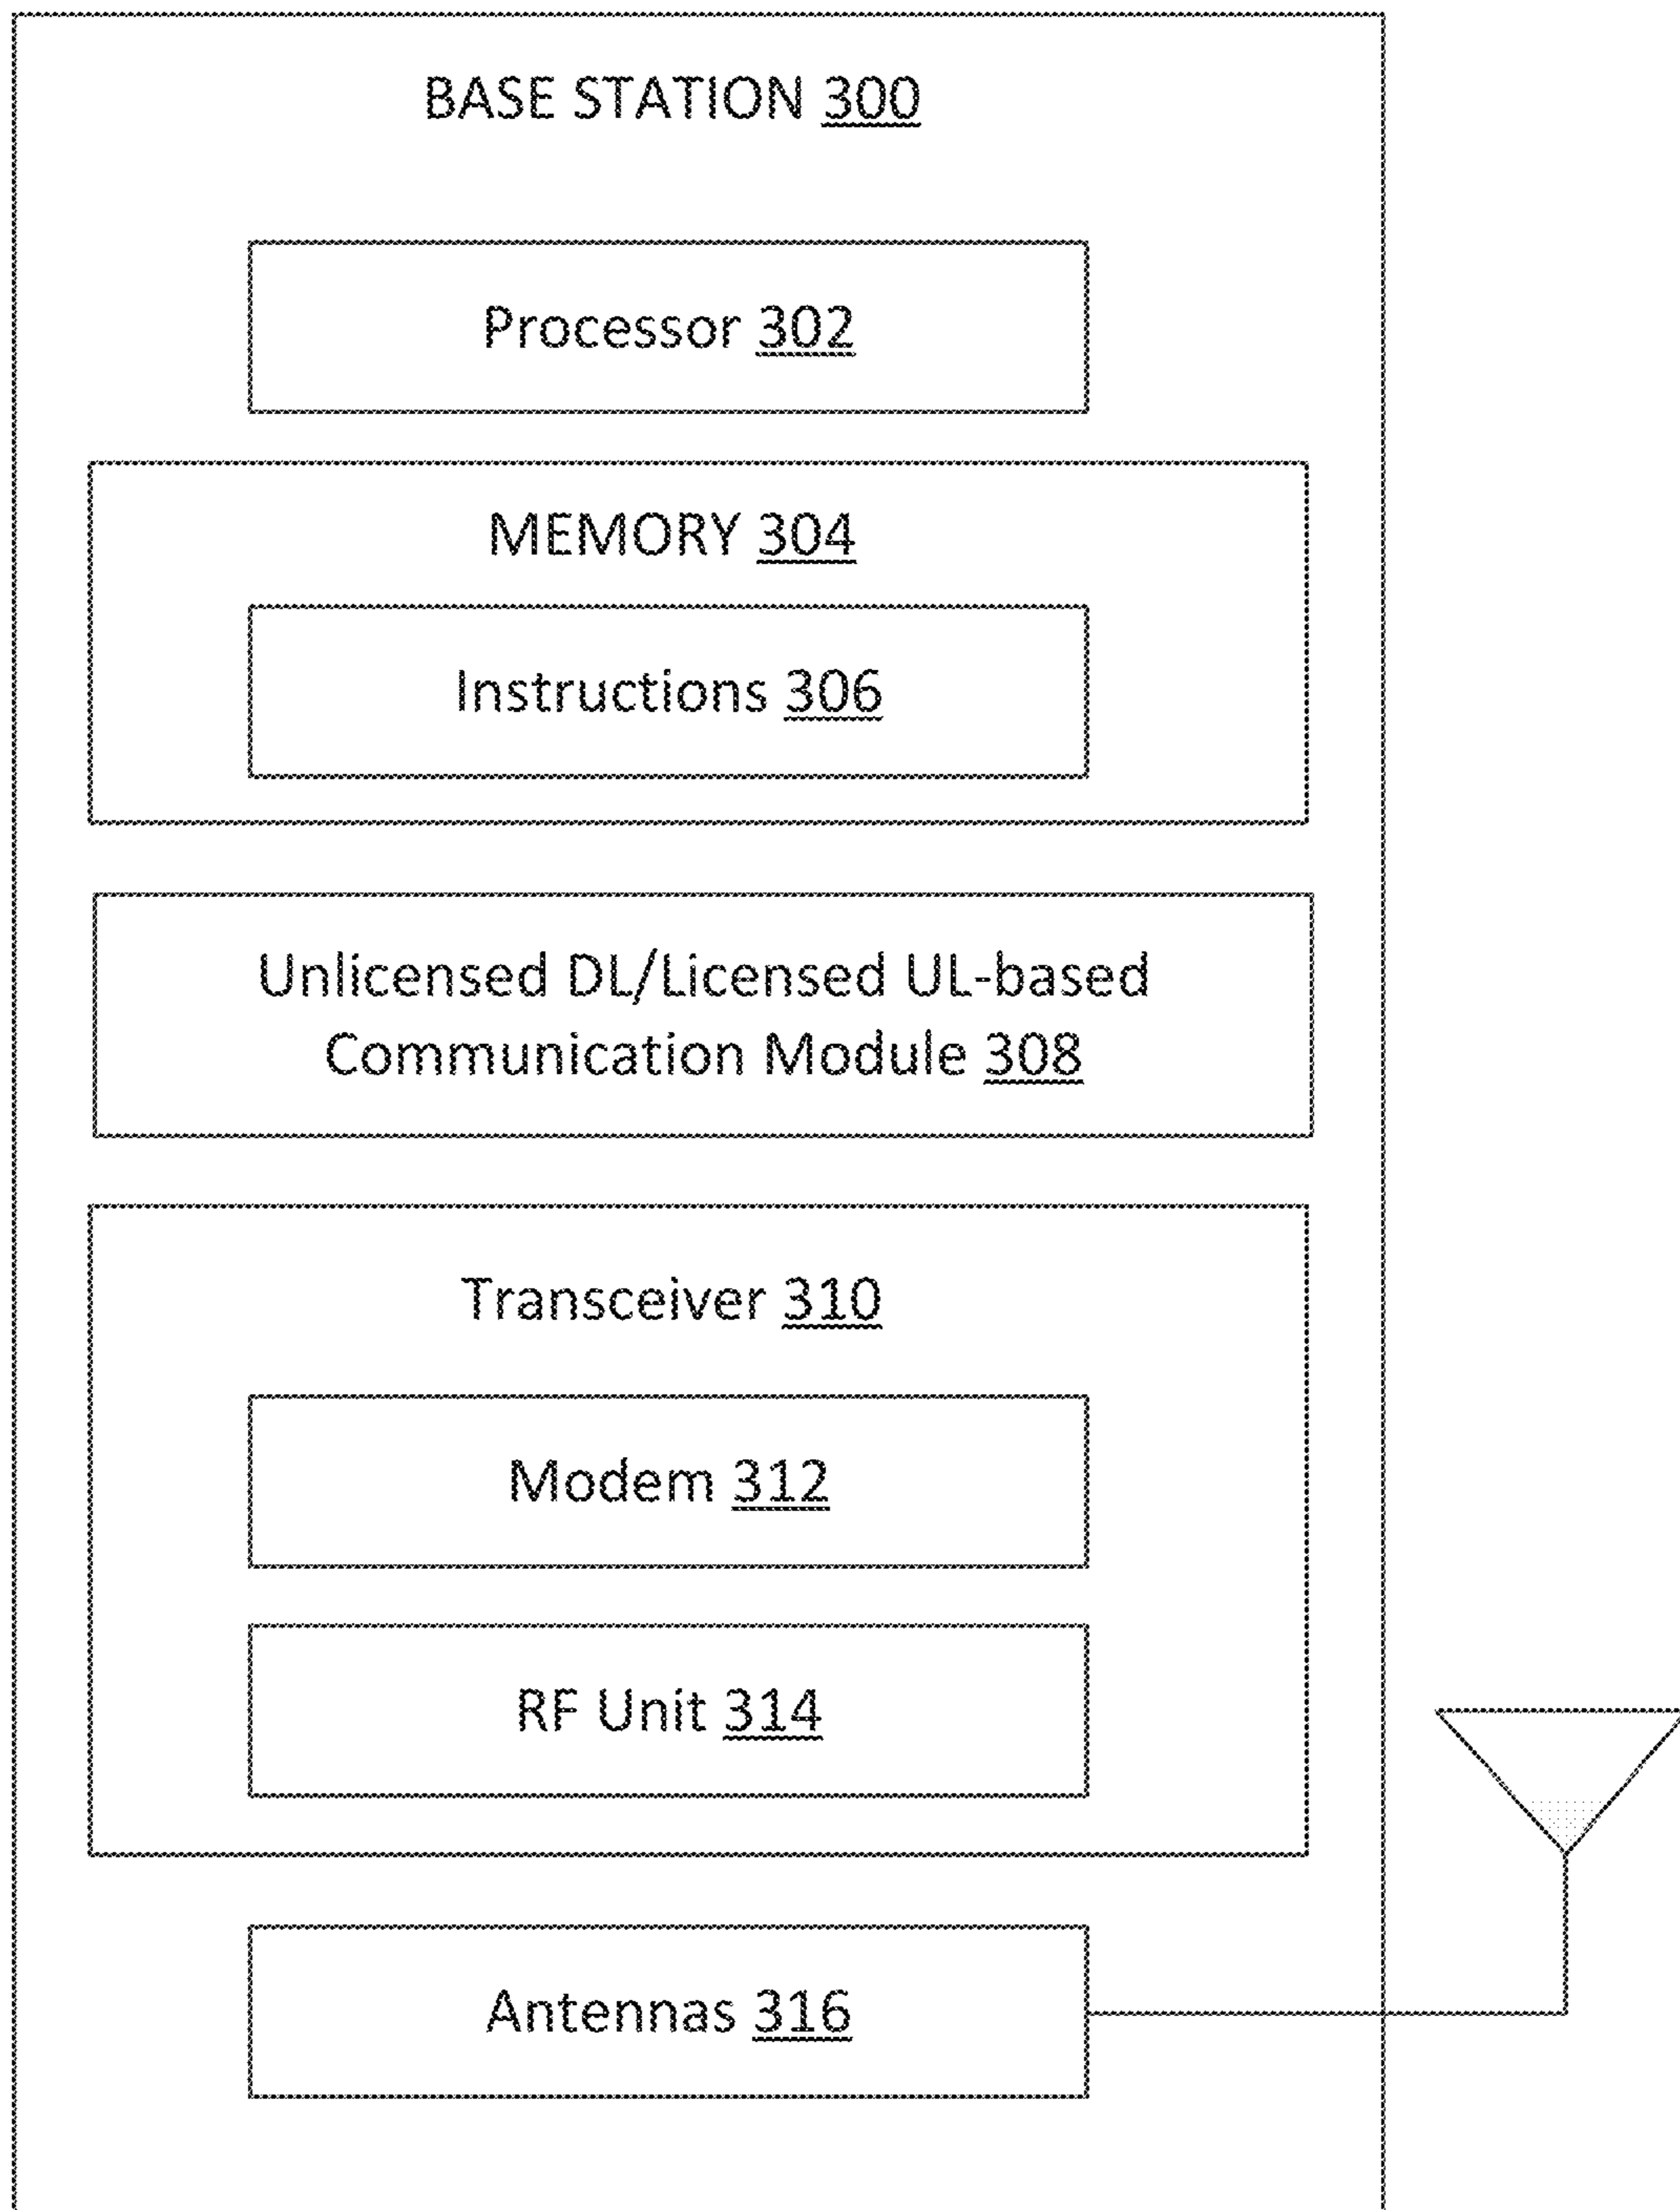 BASE STATION 300
Processor 302
MEMORY 304
Instructions 306
Unlicensed DL/Licensed UL-based
Communication Module 308
Transceiver 310
Modem 312
RF Unit 314
Antennas 316